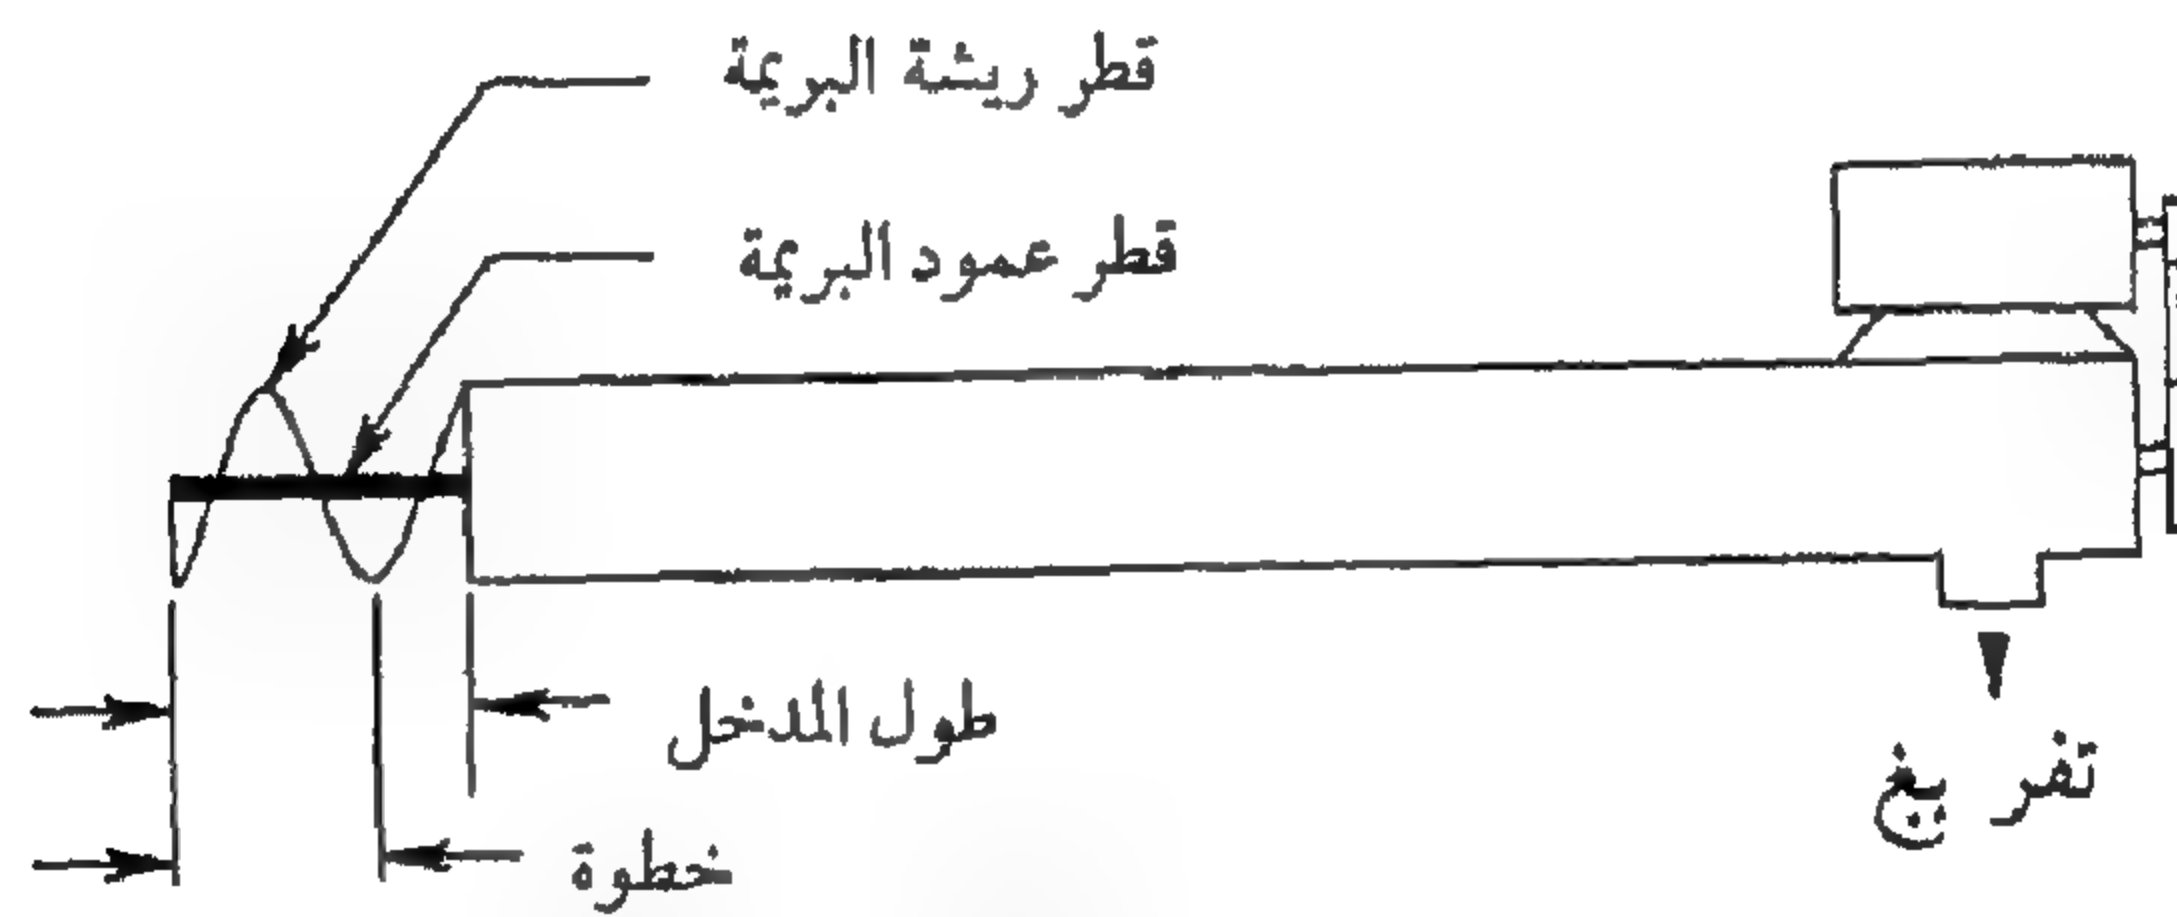 قطر ريشة البريمة
قطر عمود البريمة
طول المدخل
تفريغ
خطوة